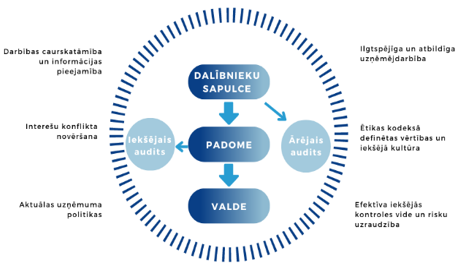 Darbības caurskatāmība
un informācijas
pieejamība
Interešu konflikta
novēršana
Aktuālas uzņēmuma
politikas
DALĪBNIEKU
SAPULCE
Iekšējais
audits
PADOME
Ārējais
audits
VALDE
Ilgtspējīga un atbildīga
uzņēmējdarbība
Ētikas kodeksā
definētas vērtības un
iekšējā kultūra
Efektīva iekšējās
kontroles vide un risku
uzraudzība